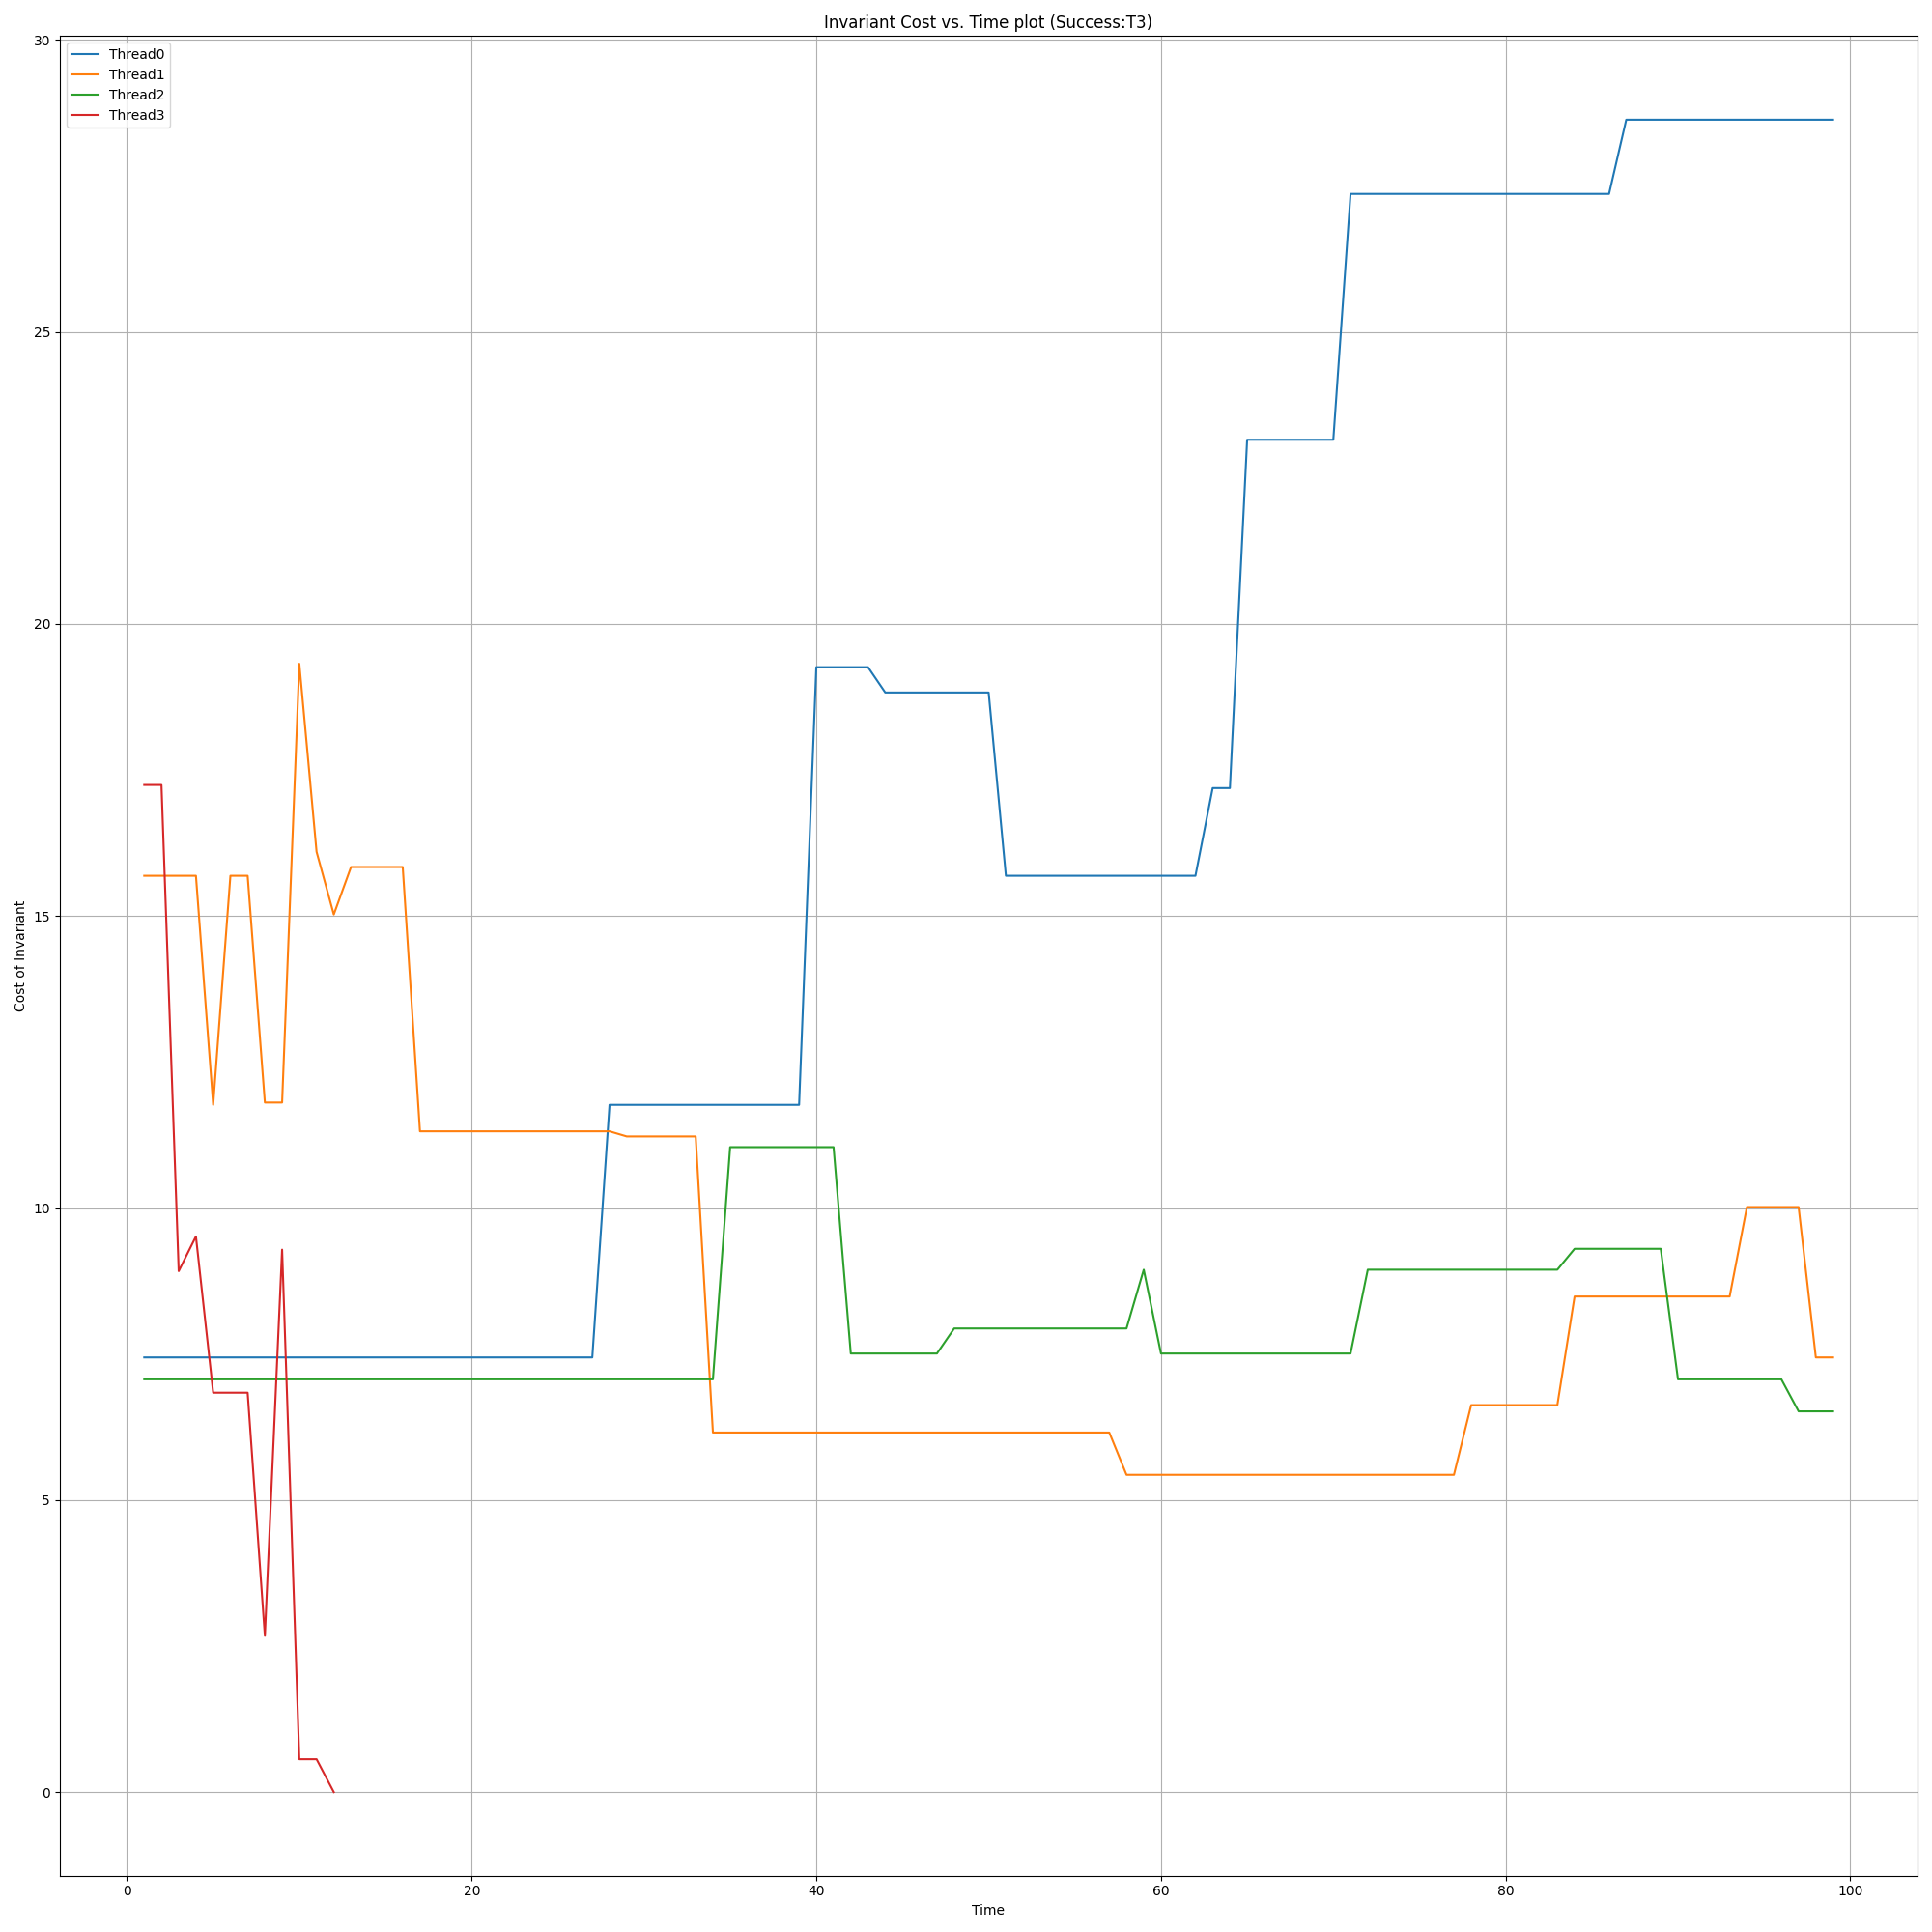 Invariant Cost vs. Time plot (Success:T3)
Thread0
Thread1
Thread2
Thread3
Cost of Invariant
30
25
20
15
10
5
0
0 20 40 60 80 100
Time